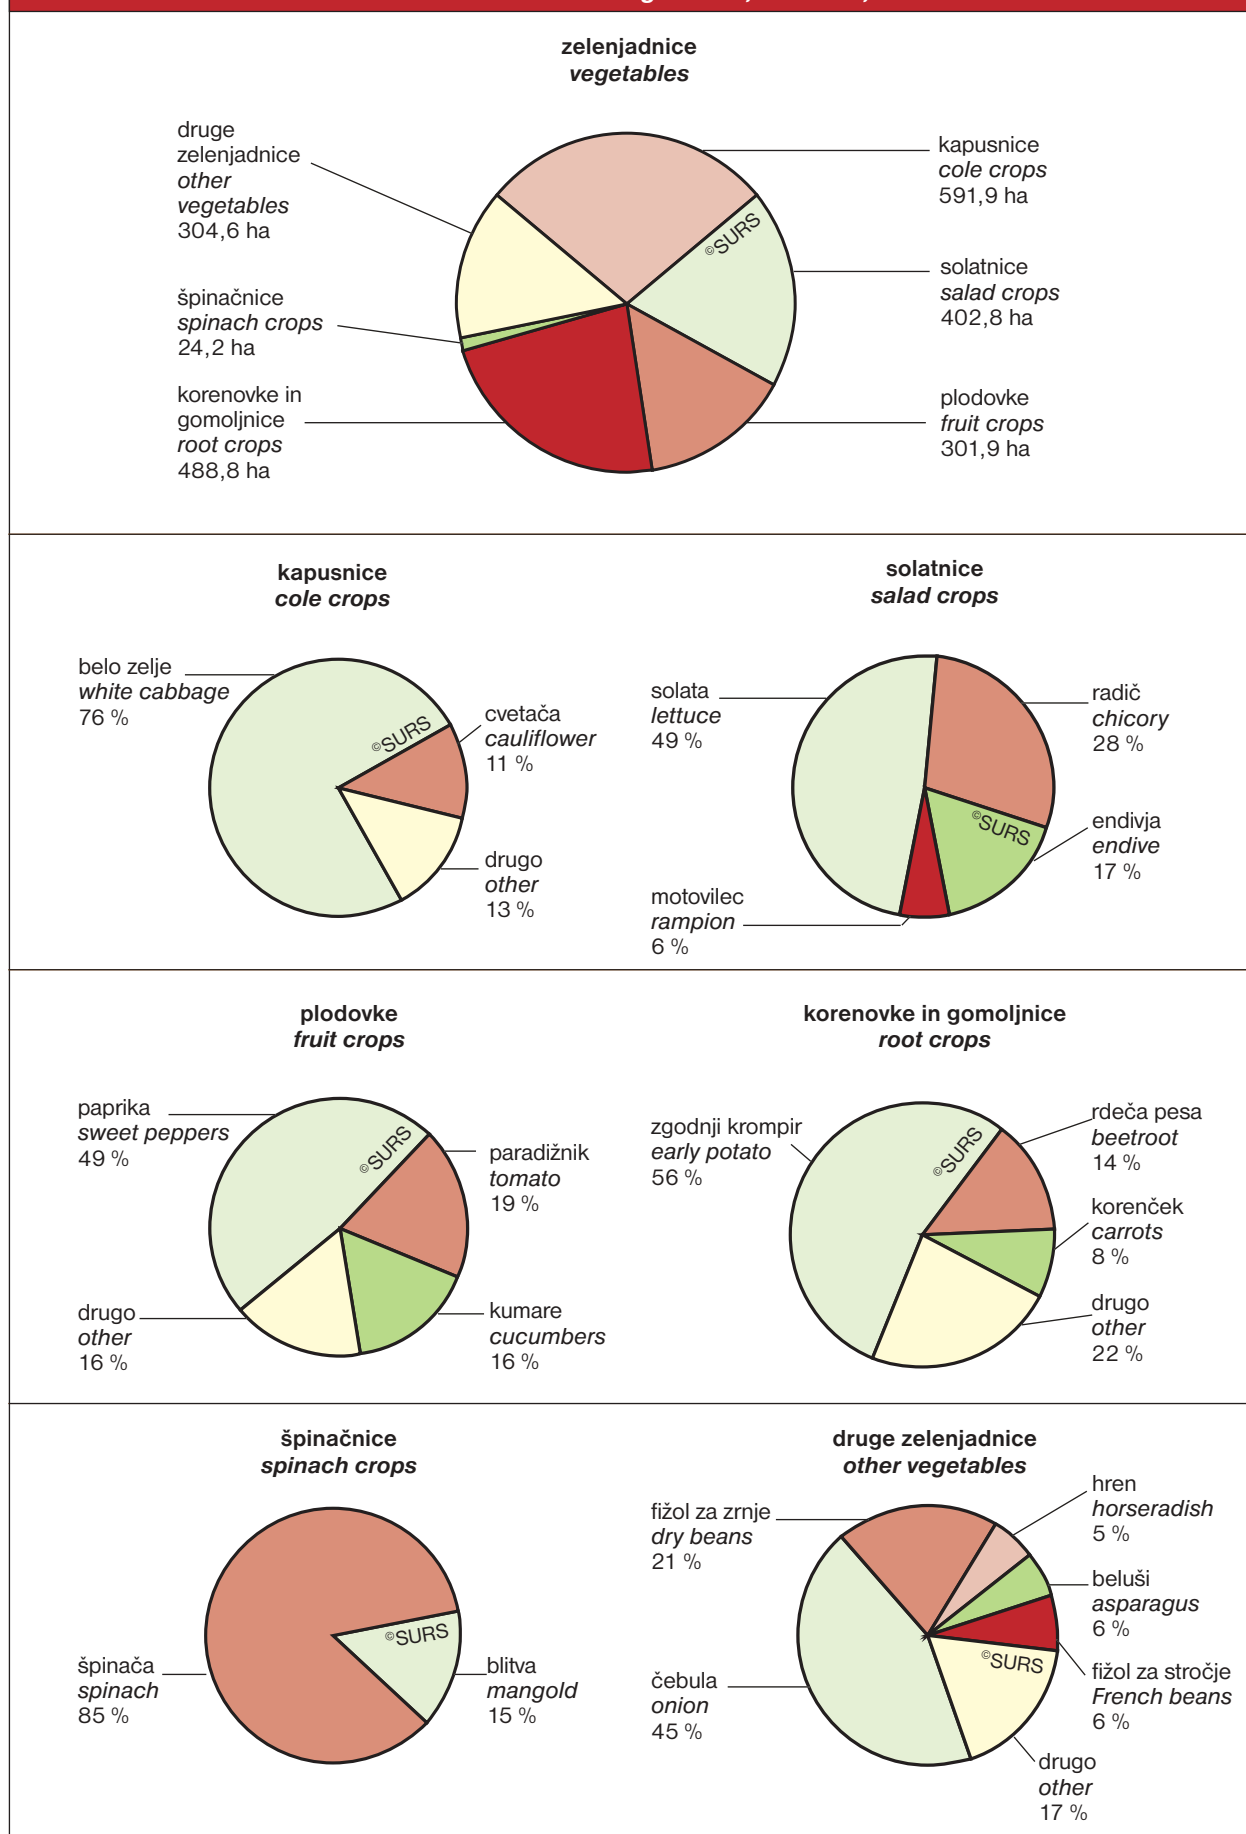 zelenjadnice
vegetables
druge
zelenjadnice
other
vegetables
304,6 ha
kapusnice
cole crops
591,9 ha
©SURS
solatnice
salad crops
402,8 ha
špinačnice
spinach crops
24,2 ha
korenovke in
gomoljnice
root crops
488,8 ha
plodovke
fruit crops
301,9 ha
kapusnice
cole crops
belo zelje
white cabbage
76 %
©SURS
cvetača
cauliflower
11 %
drugo
other
13 %
solatnice
salad crops
solata
lettuce
49 %
radič
chicory
28 %
©SURS
endivja
endive
17 %
motovilec
rampion
6 %
plodovke
fruit crops
paprika
sweet peppers
49 %
©SURS
paradižnik
tomato
19 %
drugo
other
16 %
kumare
cucumbers
16 %
korenovke in gomoljnice
root crops
zgodnji krompir
early potato
56 %
©SURS
rdeča pesa
beetroot
14 %
korenček
carrots
8 %
drugo
other
22 %
špinačnice
spinach crops
©SURS
špinača
spinach
85 %
blitva
mangold
15 %
druge zelenjadnice
other vegetables
fižol za zrnje
dry beans
21 %
hren
horseradish
5 %
beluši
asparagus
6 %
©SURS
fižol za stročje
French beans
6 %
čebula
onion
45 %
drugo
other
17 %